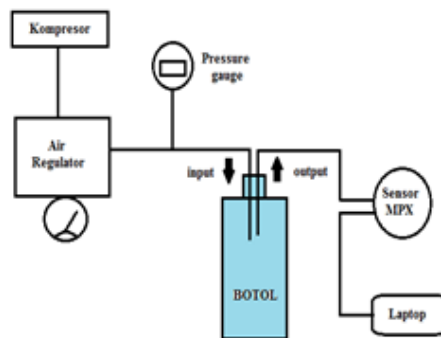 Kompresor
Pressure
gauge
Air
Regulator
input
output
Sensor
MPX
BOTOL
Laptop